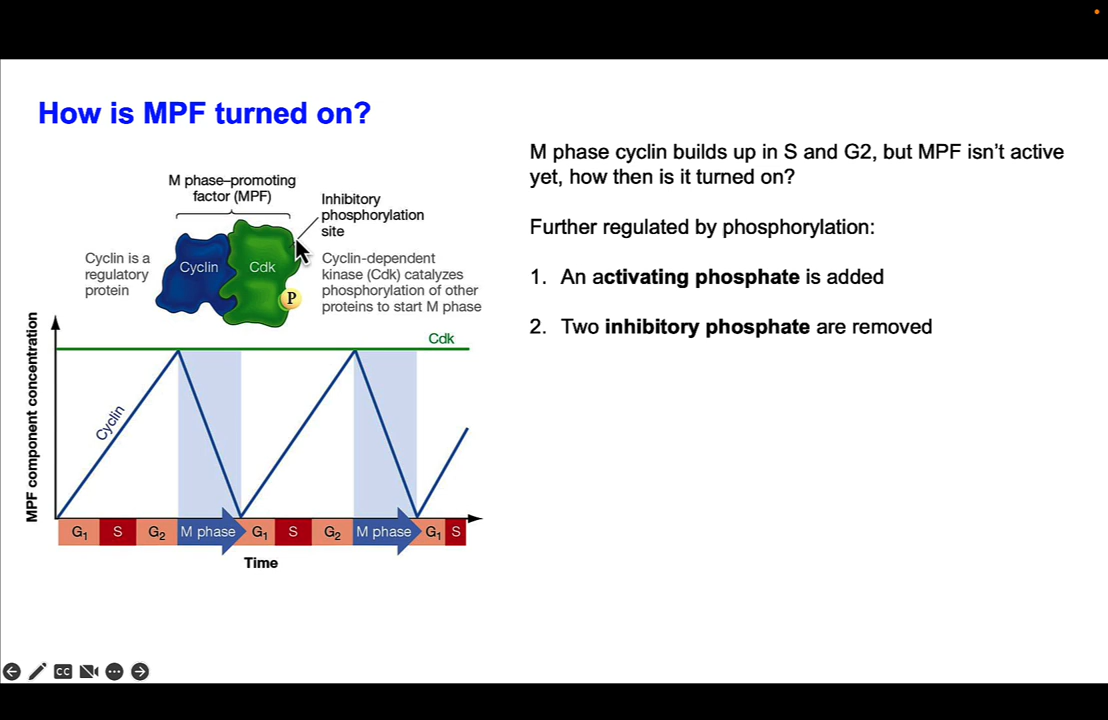 How is MPF turned on?
M phase–promoting
factor (MPF)
Inhibitory
phosphorylation
site
Cyclin is a
regulatory
protein
Cyclin
Cdk
P
Cyclin-dependent
kinase (Cdk) catalyzes
phosphorylation of other
proteins to start M phase
MPF component concentration
Cdk
Cyclin
G1 S G2 M phase G1 S G2 M phase G1 S
Time
M phase cyclin builds up in S and G2, but MPF isn't active
yet, how then is it turned on?
Further regulated by phosphorylation:
1. An activating phosphate is added
2. Two inhibitory phosphate are removed
CC